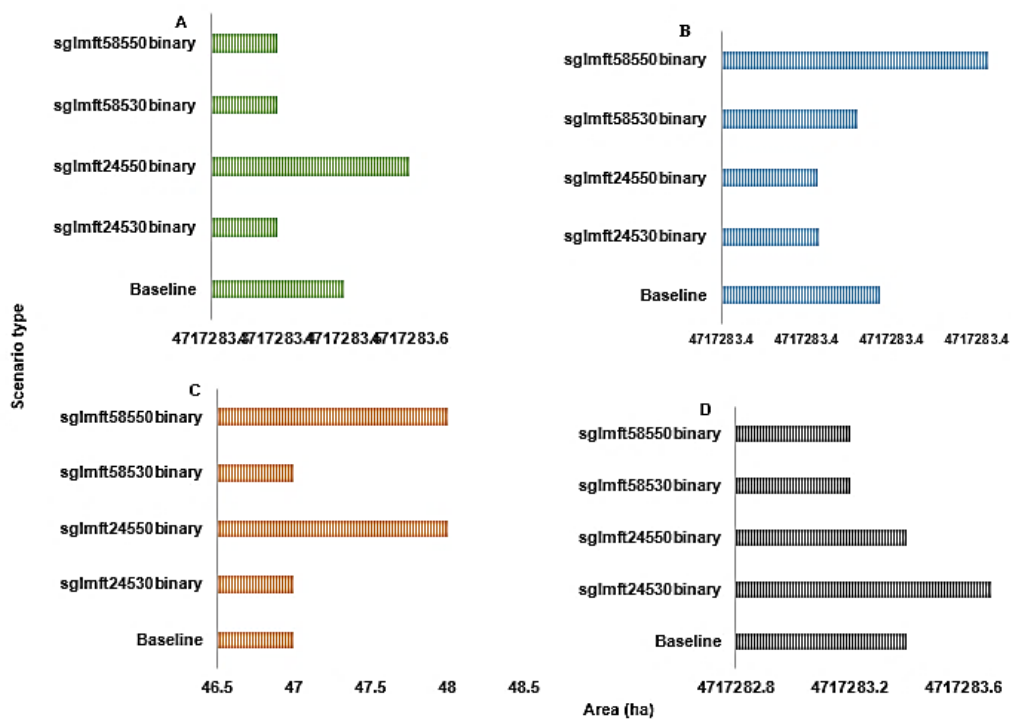 A
sglmft58550binary
sglmft58530binary
sglmft24550binary
sglmft24530binary
Baseline
4717283.6
B
sglmft58550binary
sglmft58530binary
sglmft24550binary
sglmft24530binary
Baseline
4717283.4 4717283.4 4717283.4 4717283.4
Scenario type
C
sglmft58550binary
sglmft58530binary
sglmft24550binary
sglmft24530binary
Baseline
46.5 47 47.5 48 48.5
D
sglmft58550binary
sglmft58530binary
sglmft24550binary
sglmft24530binary
Baseline
4717282.8 4717283.2 4717283.6
Area (ha)